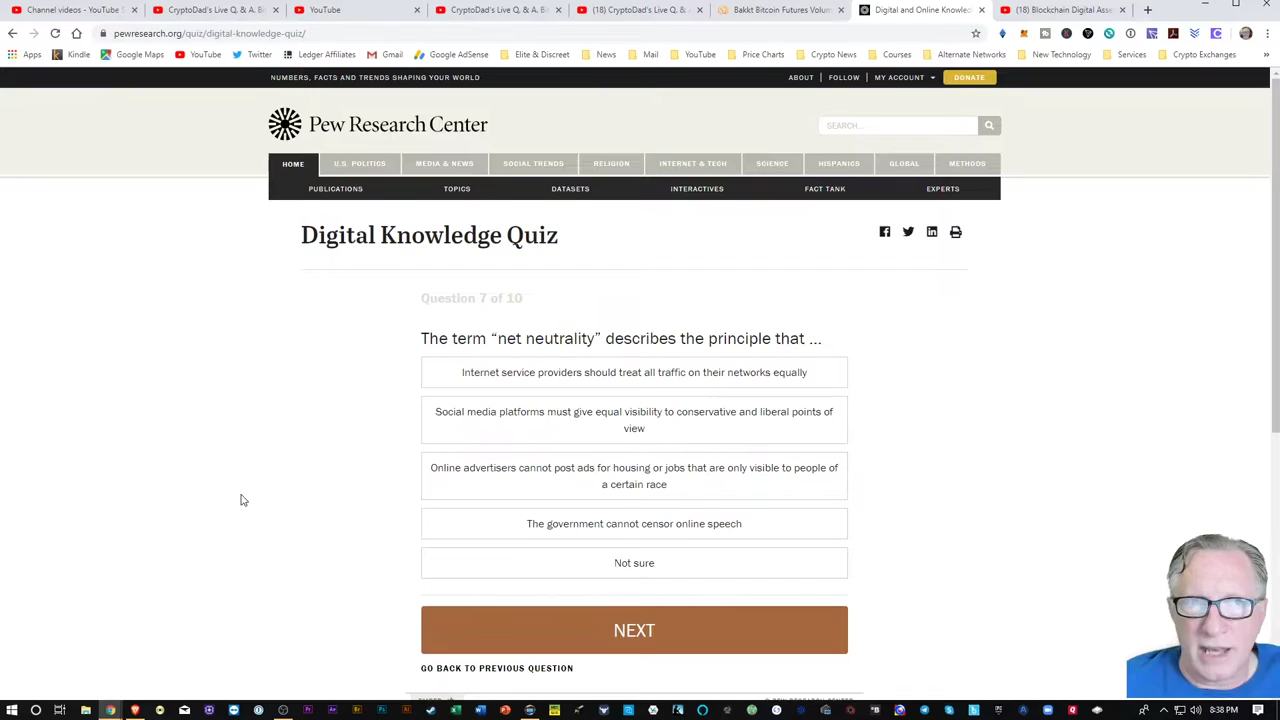 Channel videos - YouTube S
CryptoDad's Live Q. & A. B
YouTube
CryptoDad's Live Q. & A. B
(18) CryptoDad's Live Q. & A
Bakkt Bitcoin Futures Volum
Digital and Online Knowled
(18) Blockchain Digital Asse
pewresearch.org/quiz/digital-knowledge-quiz/
Apps
Kindle
Google Maps
YouTube
Twitter
Ledger Affiliates
Gmail
Google AdSense
Elite & Discreet
News
Mail
YouTube
Price Charts
Crypto News
Courses
Alternate Networks
New Technology
Services
Crypto Exchanges
NUMBERS, FACTS AND TRENDS SHAPING YOUR WORLD
ABOUT
FOLLOW
MY ACCOUNT
DONATE
Pew Research Center
SEARCH...
HOME
U.S. POLITICS
MEDIA & NEWS
SOCIAL TRENDS
RELIGION
INTERNET & TECH
SCIENCE
HISPANICS
GLOBAL
METHODS
PUBLICATIONS
TOPICS
DATASETS
INTERACTIVES
FACT TANK
EXPERTS
Digital Knowledge Quiz
Question 7 of 10
The term “net neutrality” describes the principle that ...
Internet service providers should treat all traffic on their networks equally
Social media platforms must give equal visibility to conservative and liberal points of
view
Online advertisers cannot post ads for housing or jobs that are only visible to people of
a certain race
The government cannot censor online speech
Not sure
NEXT
GO BACK TO PREVIOUS QUESTION
8:38 PM